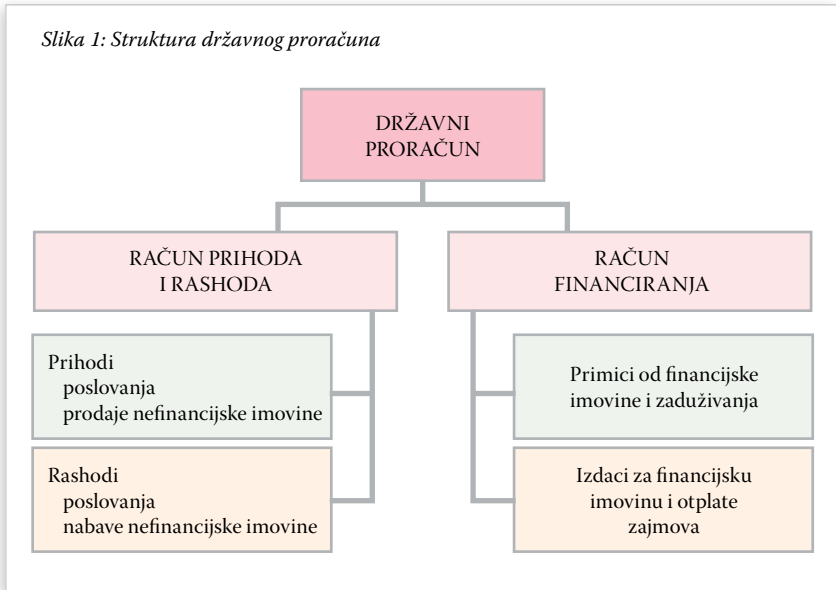 Slika 1: Struktura državnog proračuna
DRŽAVNI
PRORAČUN
RAČUN PRIHODA
I RASHODA
Prihodi
poslovanja
prodaje nefinancijske imovine
Rashodi
poslovanja
nabave nefinancijske imovine
RAČUN
FINANCIRANJA
Primici od financijske
imovine i zaduživanja
Izdaci za financijsku
imovinu i otplate
zajmova